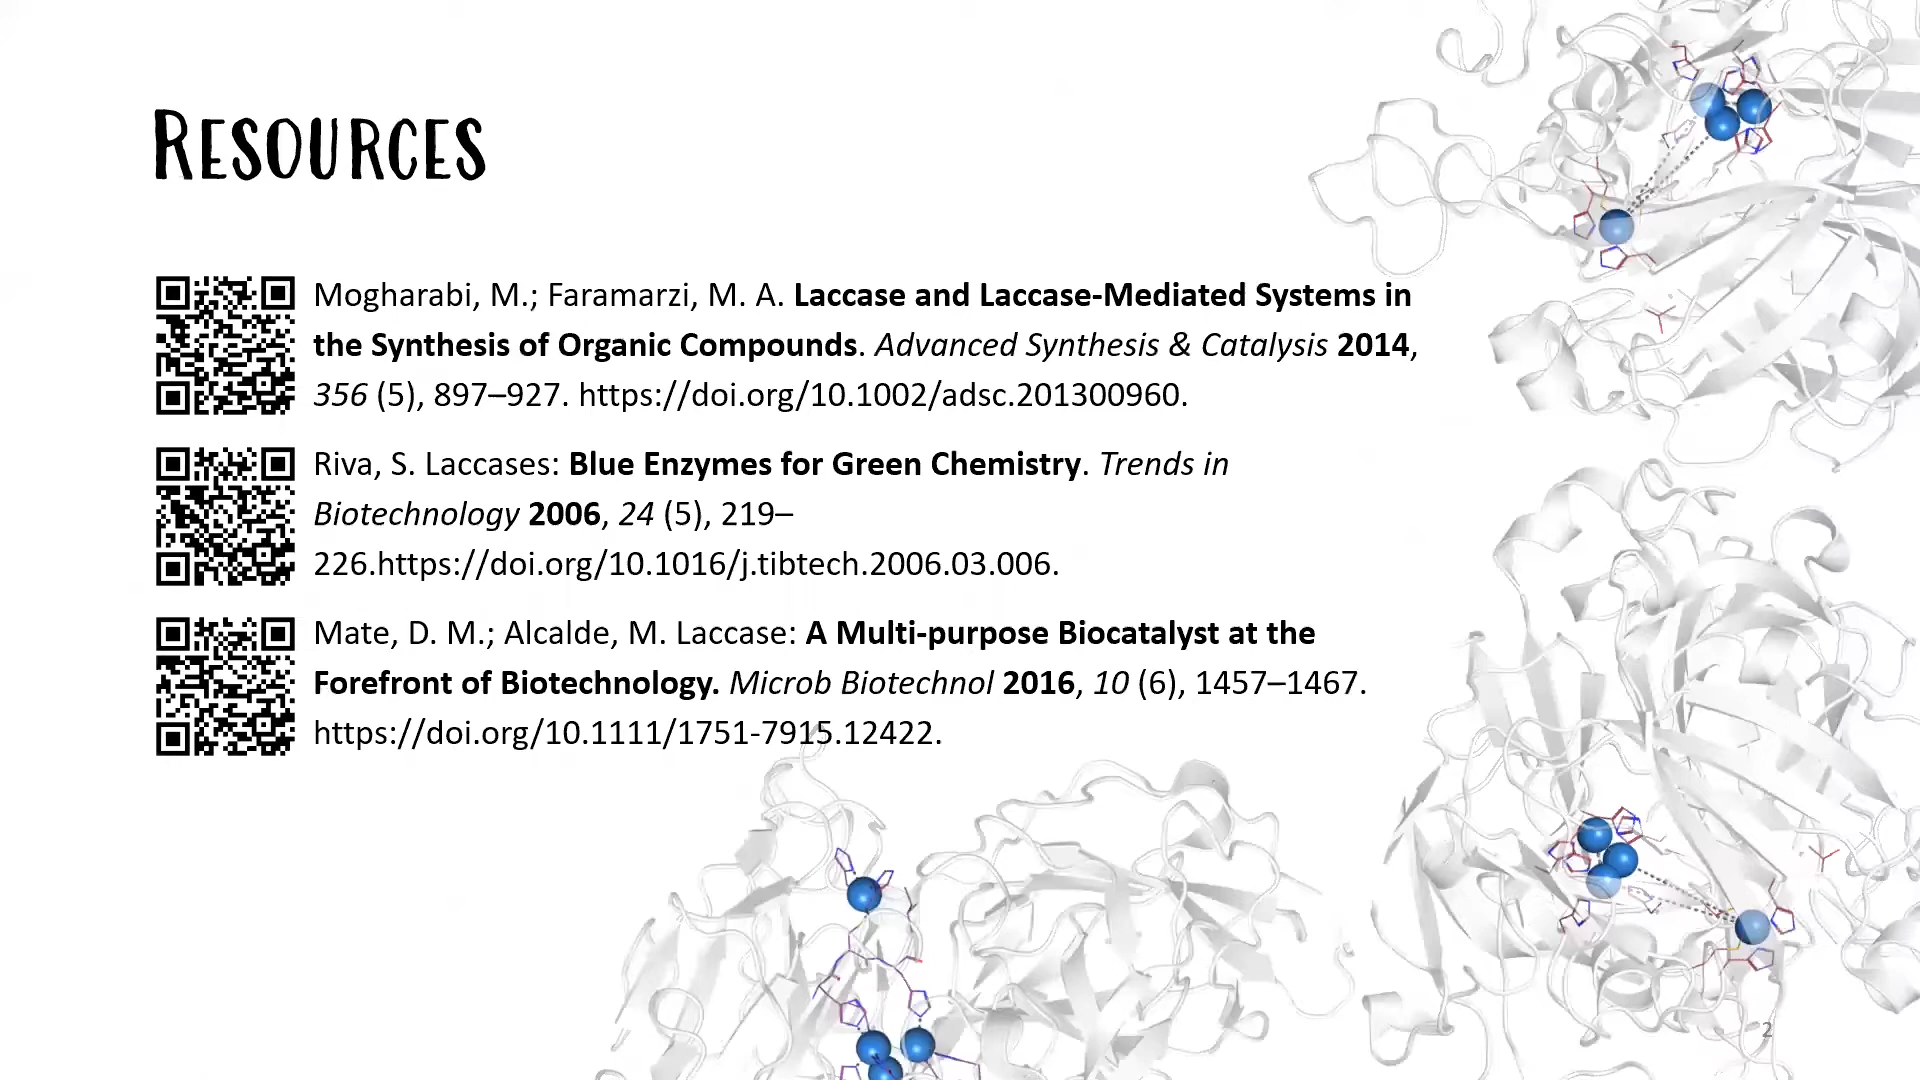 RESOURCES
Mogharabi, M.; Faramarzi, M. A. Laccase and Laccase-Mediated Systems in
the Synthesis of Organic Compounds. Advanced Synthesis & Catalysis 2014,
356 (5), 897–927. https://doi.org/10.1002/adsc.201300960.
Riva, S. Laccases: Blue Enzymes for Green Chemistry. Trends in
Biotechnology 2006, 24 (5), 219–
226.https://doi.org/10.1016/j.tibtech.2006.03.006.
Mate, D. M.; Alcalde, M. Laccase: A Multi-purpose Biocatalyst at the
Forefront of Biotechnology. Microb Biotechnol 2016, 10 (6), 1457–1467.
https://doi.org/10.1111/1751-7915.12422.
2